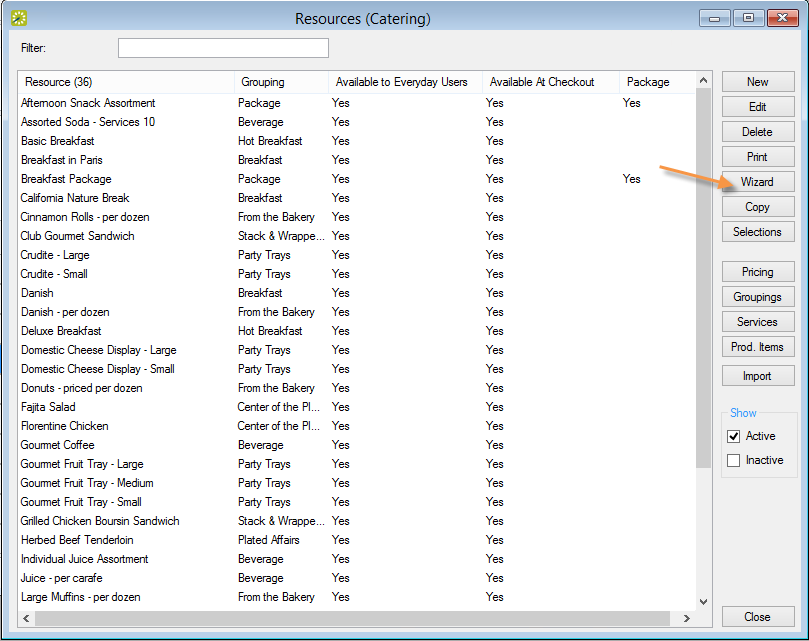 Resources (Catering)
Filter:
Resource (36) Grouping Available to Everyday Users Available At Checkout Package
Afternoon Snack Assortment Package Yes Yes Yes
Assorted Soda - Services 10 Beverage Yes Yes
Basic Breakfast Hot Breakfast Yes Yes
Breakfast in Paris Breakfast Yes Yes
Breakfast Package Package Yes Yes Yes
California Nature Break Breakfast Yes Yes
Cinnamon Rolls - per dozen From the Bakery Yes Yes
Club Gourmet Sandwich Stack & Wrappe... Yes Yes
Crudite - Large Party Trays Yes Yes
Crudite - Small Party Trays Yes Yes
Danish Breakfast Yes Yes
Danish - per dozen From the Bakery Yes Yes
Deluxe Breakfast Hot Breakfast Yes Yes
Domestic Cheese Display - Large Party Trays Yes Yes
Domestic Cheese Display - Small Party Trays Yes Yes
Donuts - priced per dozen From the Bakery Yes Yes
Fajita Salad Center of the Pl... Yes Yes
Florentine Chicken Center of the Pl... Yes Yes
Gourmet Coffee Beverage Yes Yes
Gourmet Fruit Tray - Large Party Trays Yes Yes
Gourmet Fruit Tray - Medium Party Trays Yes Yes
Gourmet Fruit Tray - Small Party Trays Yes Yes
Grilled Chicken Boursin Sandwich Stack & Wrappe... Yes Yes
Herbed Beef Tenderloin Plated Affairs Yes Yes
Individual Juice Assortment Beverage Yes Yes
Juice - per carafe Beverage Yes Yes
Large Muffins - per dozen From the Bakery Yes Yes
New
Edit
Delete
Print
Wizard
Copy
Selections
Pricing
Groupings
Services
Prod. Items
Import
Show
Active
Inactive
Close